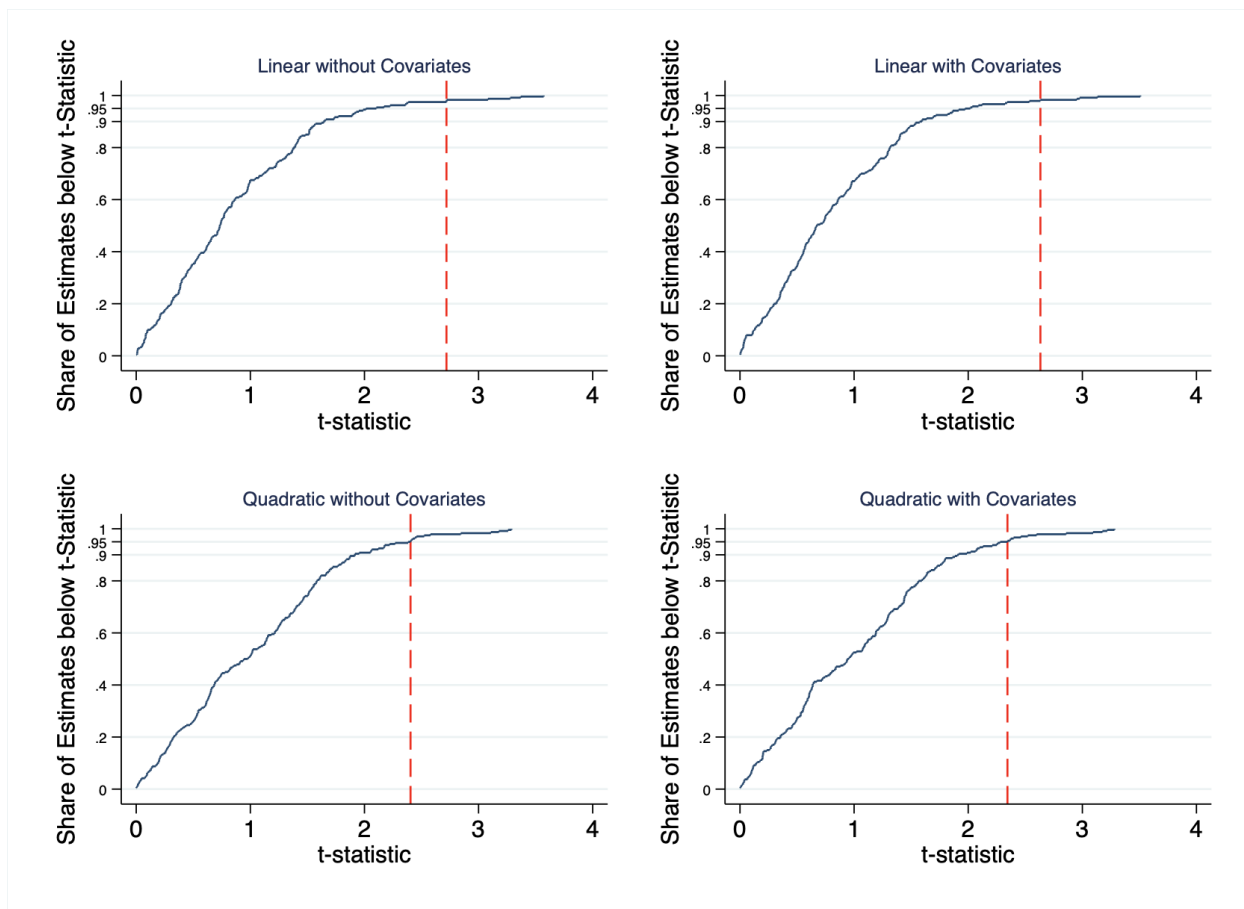 Linear without Covariates
Share of Estimates below t-Statistic
1
.95
.9
.8
.6
.4
.2
0
0 1 2 3 4
t-statistic
Linear with Covariates
Share of Estimates below t-Statistic
1
.95
.9
.8
.6
.4
.2
0
0 1 2 3 4
t-statistic
Quadratic without Covariates
Share of Estimates below t-Statistic
1
.95
.9
.8
.6
.4
.2
0
0 1 2 3 4
t-statistic
Quadratic with Covariates
Share of Estimates below t-Statistic
1
.95
.9
.8
.6
.4
.2
0
0 1 2 3 4
t-statistic